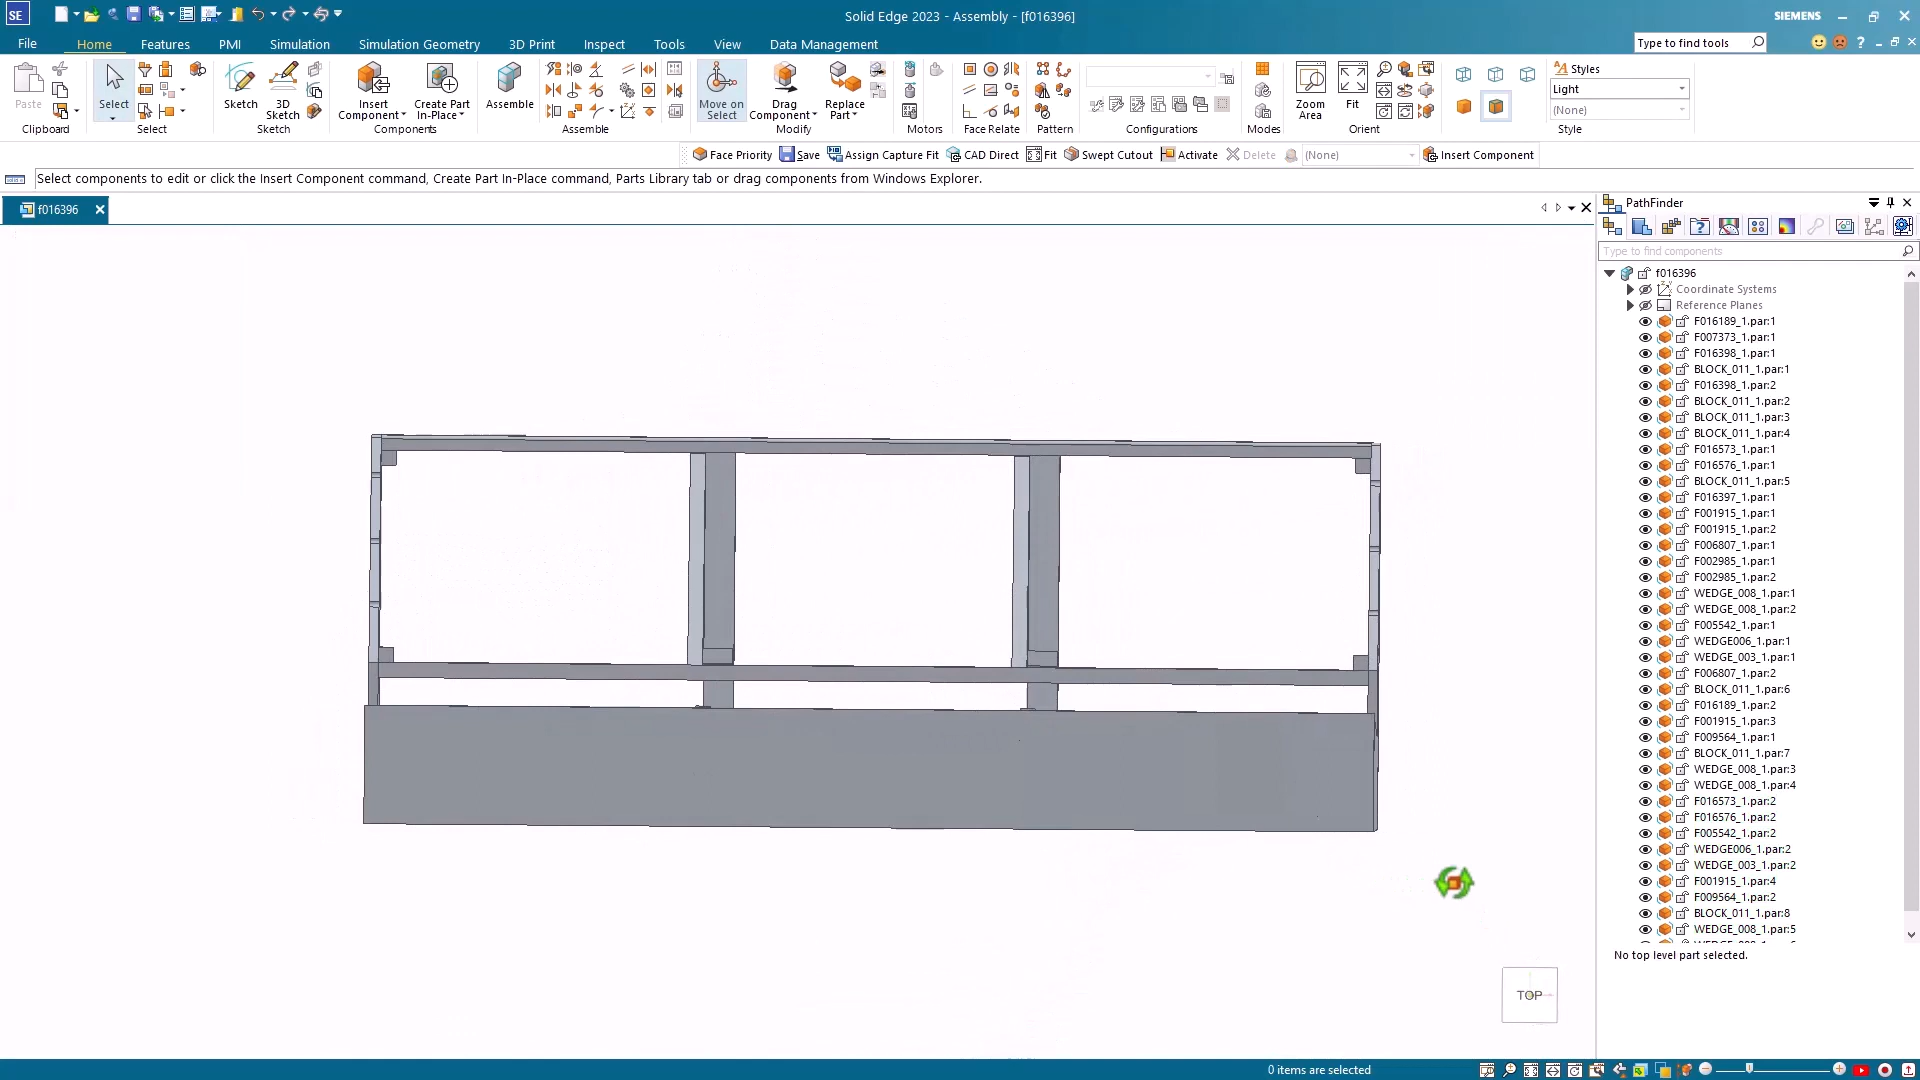 SE
Solid Edge 2023 - Assembly - [f016396]
SIEMENS
File Home Features PMI Simulation Simulation Geometry 3D Print Inspect Tools View Data Management
Type to find tools
Paste
Select
Sketch
3D Sketch
Insert Component
Create Part In-Place
Assemble
Move on Select
Drag Component
Replace Part
Zoom Area
Fit
Styles
Light
(None)
Clipboard Select Sketch Components Assemble Modify Motors Face Relate Pattern Configurations Modes Orient Style
Face Priority Save Assign Capture Fit CAD Direct Fit Swept Cutout Activate Delete (None) Insert Component
Select components to edit or click the Insert Component command, Create Part In-Place command, Parts Library tab or drag components from Windows Explorer.
f016396
PathFinder
Type to find components
f016396
Coordinate Systems
Reference Planes
F016189_1.par:1
F007373_1.par:1
F016398_1.par:1
BLOCK_011_1.par:1
F016398_1.par:2
BLOCK_011_1.par:2
BLOCK_011_1.par:3
BLOCK_011_1.par:4
F016573_1.par:1
F016576_1.par:1
BLOCK_011_1.par:5
F016397_1.par:1
F001915_1.par:1
F001915_1.par:2
F006807_1.par:1
F002985_1.par:1
F002985_1.par:2
WEDGE_008_1.par:1
WEDGE_008_1.par:2
F005542_1.par:1
WEDGE006_1.par:1
WEDGE_003_1.par:1
F006807_1.par:2
BLOCK_011_1.par:6
F016189_1.par:2
F001915_1.par:3
F009564_1.par:1
BLOCK_011_1.par:7
WEDGE_008_1.par:3
WEDGE_008_1.par:4
F016573_1.par:2
F016576_1.par:2
F005542_1.par:2
WEDGE006_1.par:2
WEDGE_003_1.par:2
F001915_1.par:4
F009564_1.par:2
BLOCK_011_1.par:8
WEDGE_008_1.par:5
No top level part selected.
TOP
0 items are selected